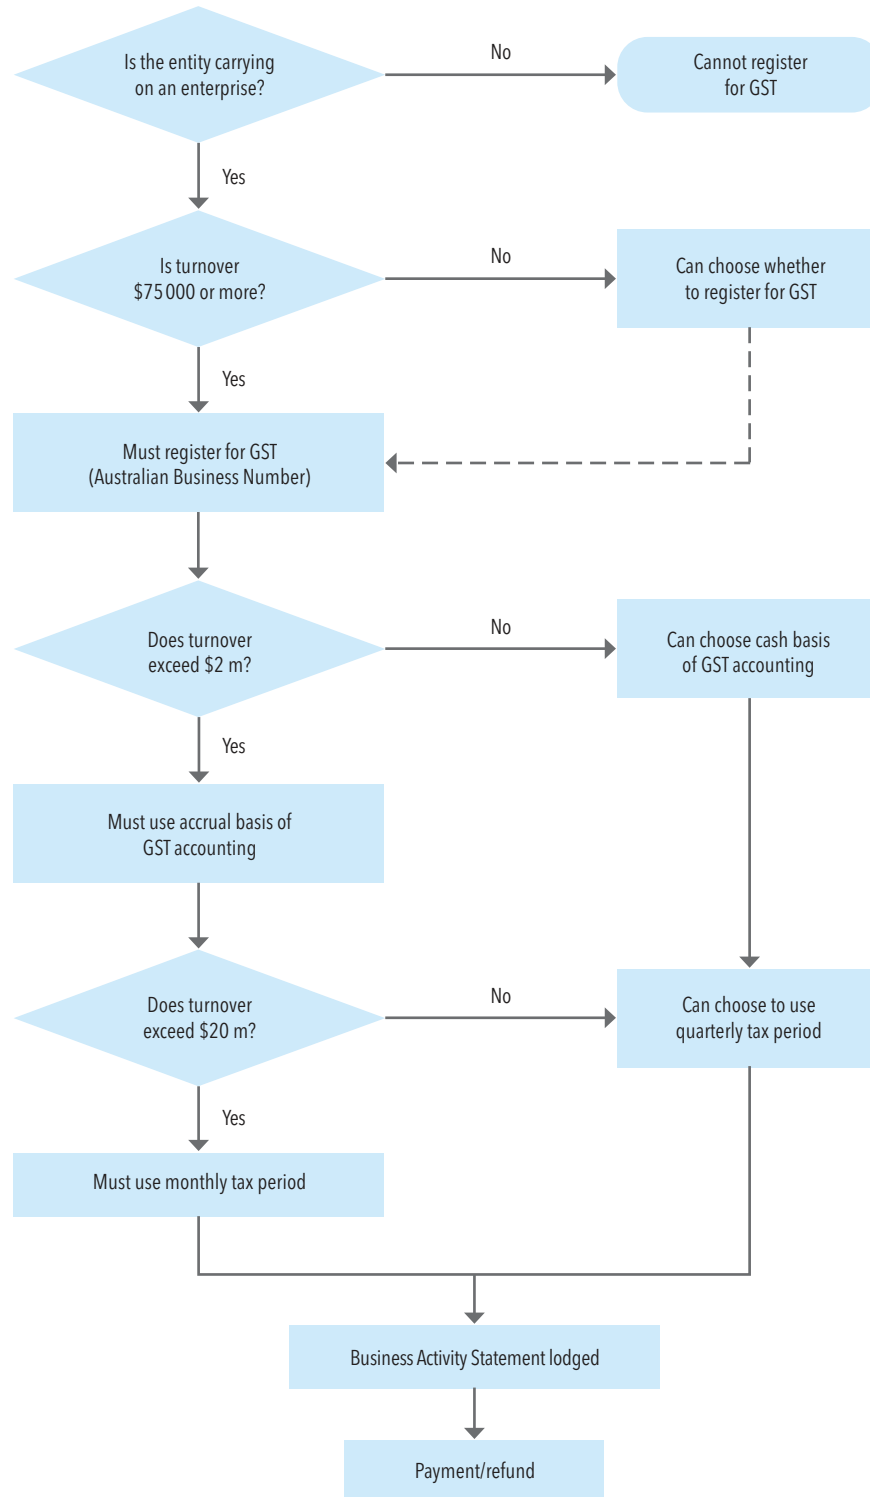 Is the entity carrying
on an enterprise?
No
Cannot register
for GST
Yes
Is turnover
$75 000 or more?
No
Can choose whether
to register for GST
Yes
Must register for GST
(Australian Business Number)
Does turnover
exceed $2 m?
No
Can choose cash basis
of GST accounting
Yes
Must use accrual basis of
GST accounting
Does turnover
exceed $20 m?
No
Can choose to use
quarterly tax period
Yes
Must use monthly tax period
Business Activity Statement lodged
Payment/refund